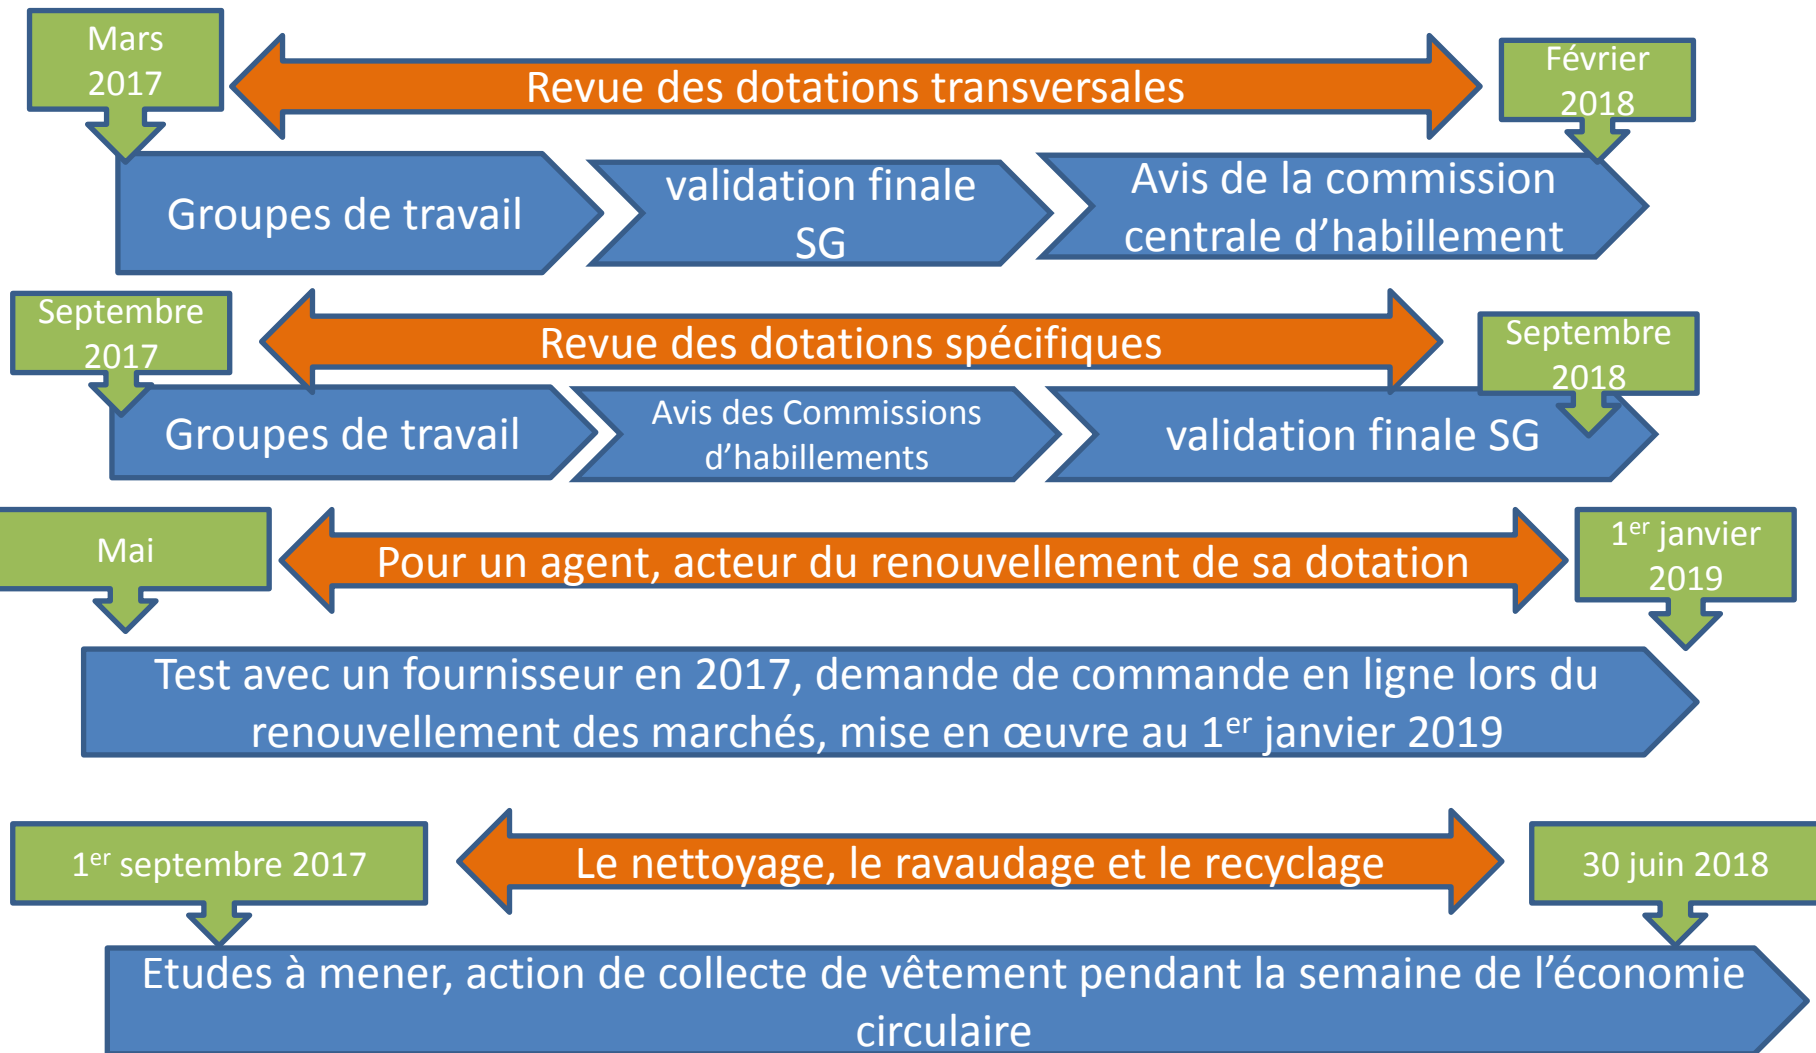 Mars
2017
Revue des dotations transversales
Février
2018
Groupes de travail
validation finale
SG
Avis de la commission
centrale d’habillement
Septembre
2017
Revue des dotations spécifiques
Septembre
2018
Groupes de travail
Avis des Commissions
d’habillements
validation finale SG
Mai
Pour un agent, acteur du renouvellement de sa dotation
1er janvier
2019
Test avec un fournisseur en 2017, demande de commande en ligne lors du
renouvellement des marchés, mise en œuvre au 1er janvier 2019
1er septembre 2017
Le nettoyage, le ravaudage et le recyclage
30 juin 2018
Etudes à mener, action de collecte de vêtement pendant la semaine de l’économie
circulaire